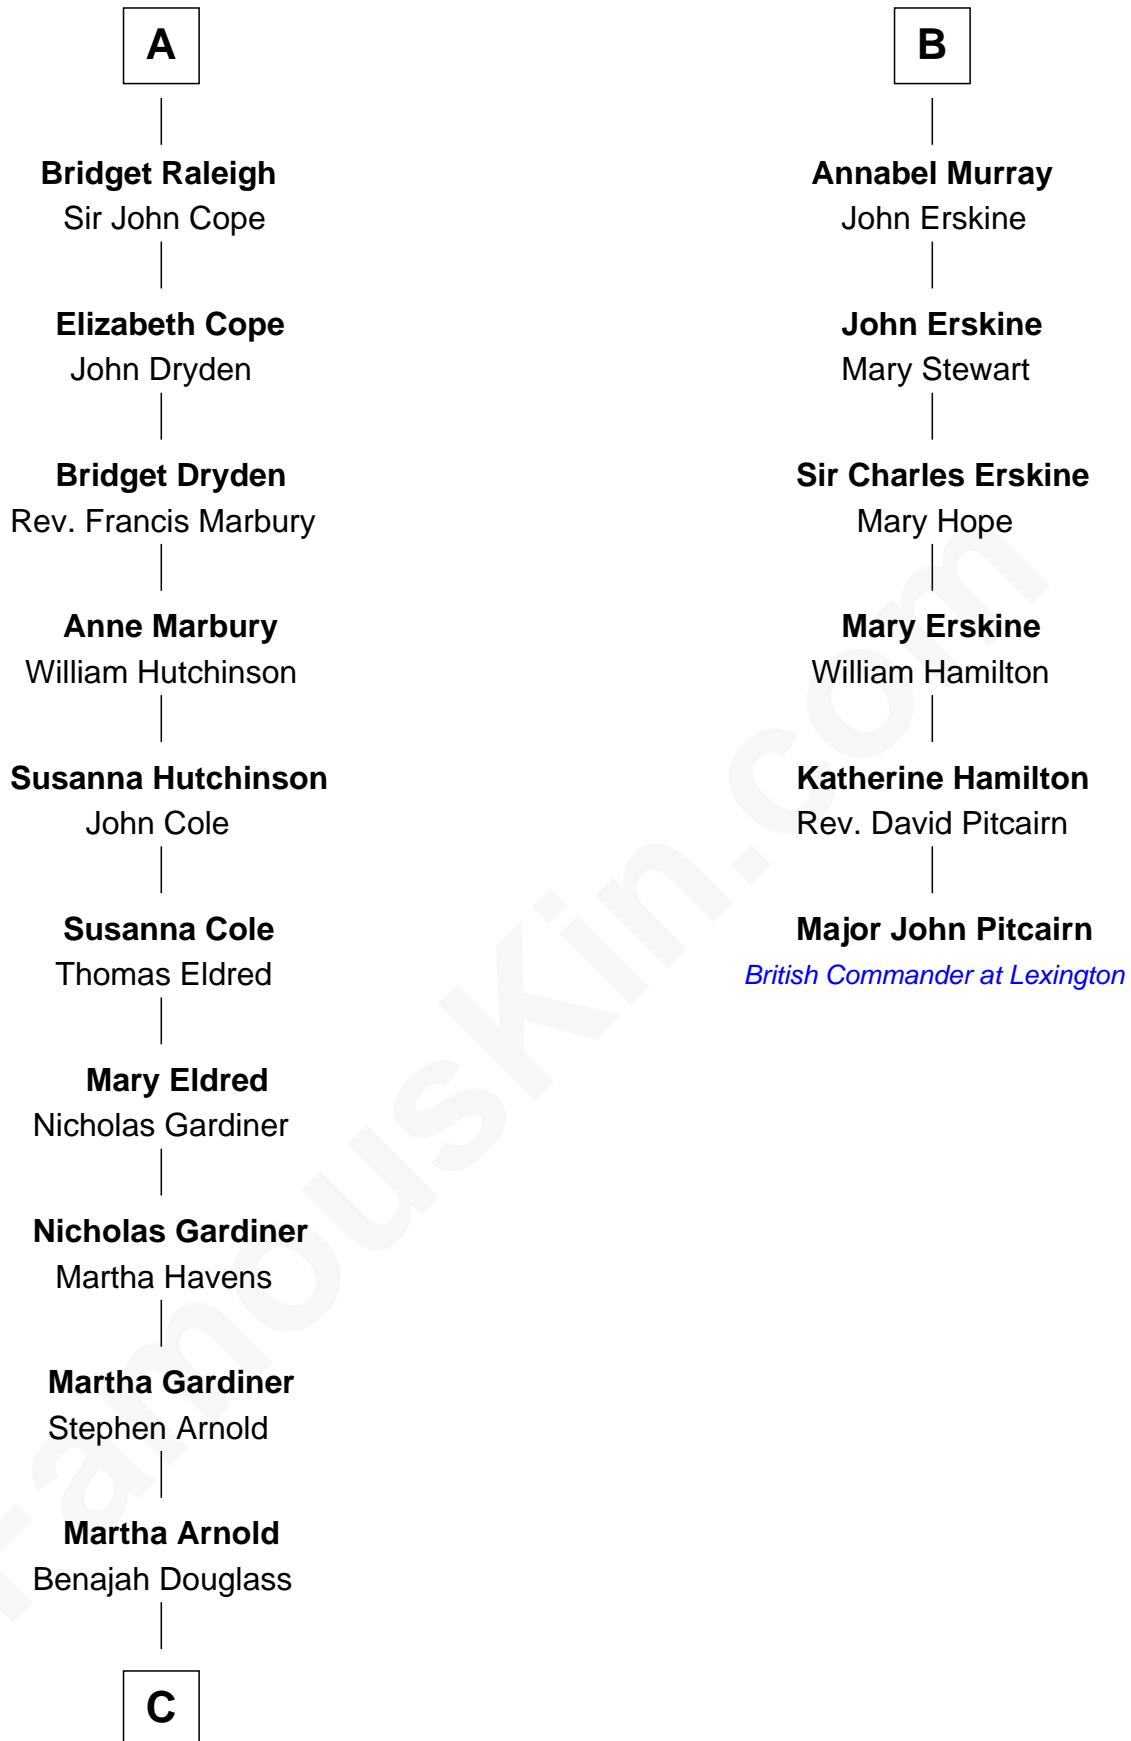 A
Bridget Raleigh
Sir John Cope
Elizabeth Cope
John Dryden
Bridget Dryden
Rev. Francis Marbury
Anne Marbury
William Hutchinson
Susanna Hutchinson
John Cole
Susanna Cole
Thomas Eldred
Mary Eldred
Nicholas Gardiner
Nicholas Gardiner
Martha Havens
Martha Gardiner
Stephen Arnold
Martha Arnold
Benajah Douglass
C
B
Annabel Murray
John Erskine
John Erskine
Mary Stewart
Sir Charles Erskine
Mary Hope
Mary Erskine
William Hamilton
Katherine Hamilton
Rev. David Pitcairn
Major John Pitcairn
British Commander at Lexington
FamousKin.com